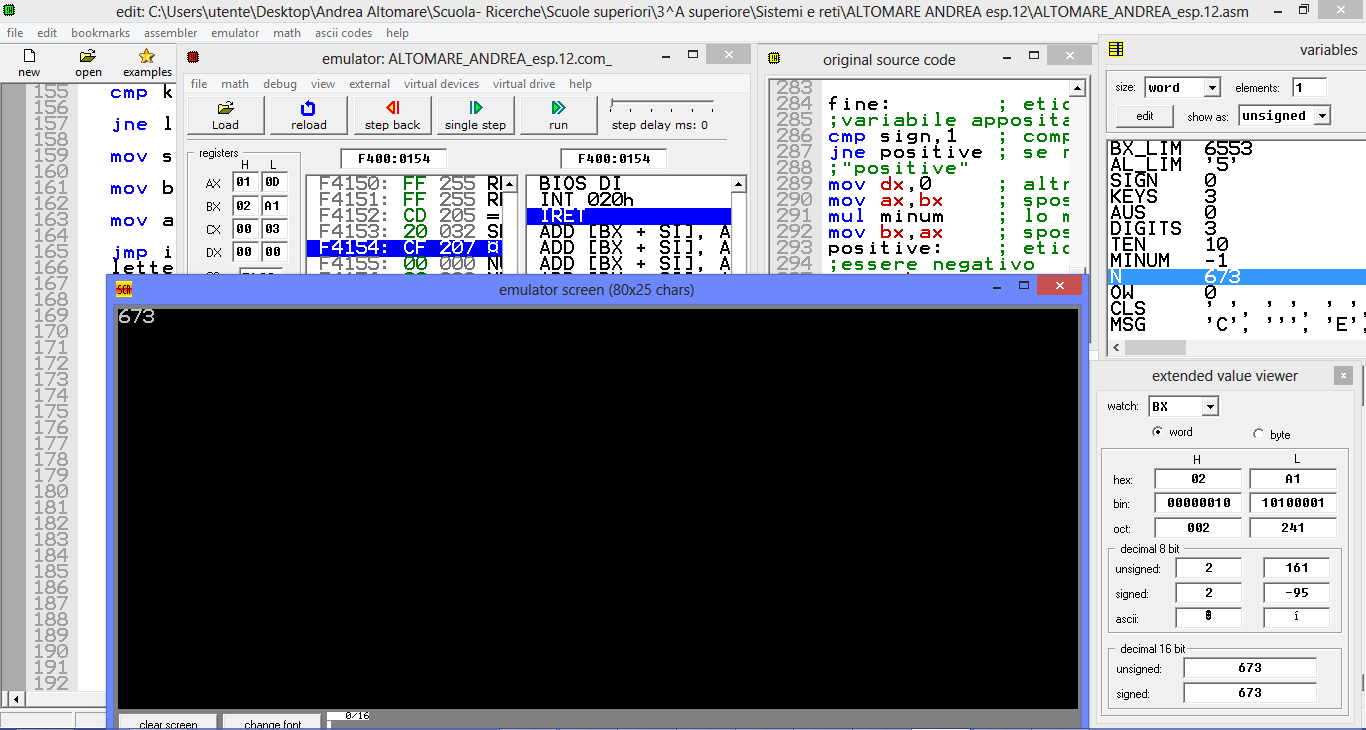 edit: C:\Users\utente\Desktop\Andrea Altomare\Scuola- Ricerche\Scuole superiori\3^A superiore\Sistemi e reti\ALTOMARE ANDREA esp.12\ALTOMARE_ANDREA_esp.12.asm
file edit bookmarks assembler emulator math ascii codes help
new open examples
155 cmp k
156
157 jne l
158
159 mov s
160
161 mov b
162
163 mov a
164
165 jmp i
166 lette
167
168
169
170
171
172
173
174
175
176
177
178
179
180
181
182
183
184
185
186
187
188
189
190
191
192
emulator: ALTOMARE_ANDREA_esp.12.com_
file math debug view external virtual devices virtual drive help
Load reload step back single step run step delay ms: 0
registers F400:0154 F400:0154
H L
AX 01 0D
BX 02 A1
CX 00 03
DX 00 00
F4150: FF 255
F4151: FF 255
F4152: CD 205 =
F4153: 20 032
F4154: CF 207 ¤
F4155: 00 000
BIOS DI
INT 020h
IRET
ADD [BX + SI], A
ADD [BX + SI], A
ADD [BX + SI], A
original source code
283
284 fine: ; etic
285 ;variabile apposita
286 cmp sign,1 ; comp
287 jne positive ; se
288 ;"positive"
289 mov dx,0 ; altr
290 mov ax,bx ; spos
291 mul minum ; lo m
292 mov bx,ax ; spos
293 positive: ; etic
294 ;essere negativo
variables
size: word elements: 1
edit show as: unsigned
BX_LIM 6553
AL_LIM '5'
SIGN 0
KEYS 3
AUS 0
DIGITS 3
TEN 10
MINUM -1
N 673
OW 0
CLS ' ', ' ', ' ',
MSG 'C', ''', 'E',
emulator screen (80x25 chars)
673
clear screen change font 0/16
extended value viewer
watch: BX
word byte
H L
hex: 02 A1
bin: 00000010 10100001
oct: 002 241
decimal 8 bit
unsigned: 2 161
signed: 2 -95
ascii: í
decimal 16 bit
unsigned: 673
signed: 673